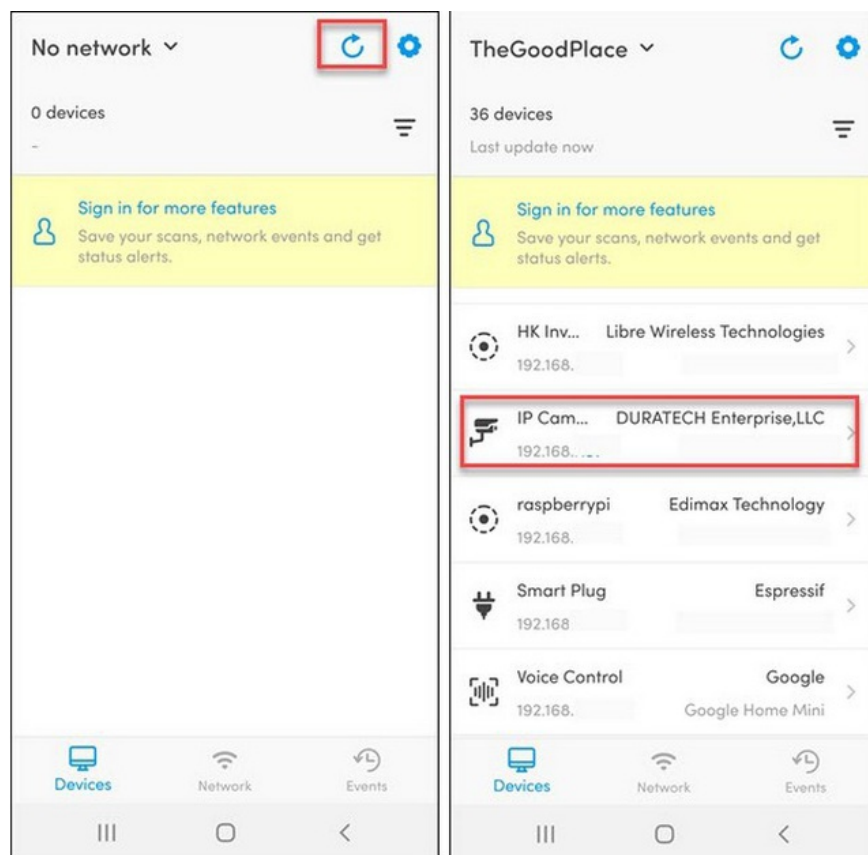 No network
0 devices
-
Sign in for more features
Save your scans, network events and get
status alerts.
Devices
Network
Events
TheGoodPlace
36 devices
Last update now
Sign in for more features
Save your scans, network events and get
status alerts.
HK Inv... Libre Wireless Technologies
192.168.
IP Cam... DURATECH Enterprise,LLC
192.168.
raspberrypi Edimax Technology
192.168.
Smart Plug Espressif
192.168
Voice Control Google
192.168. Google Home Mini
Devices
Network
Events